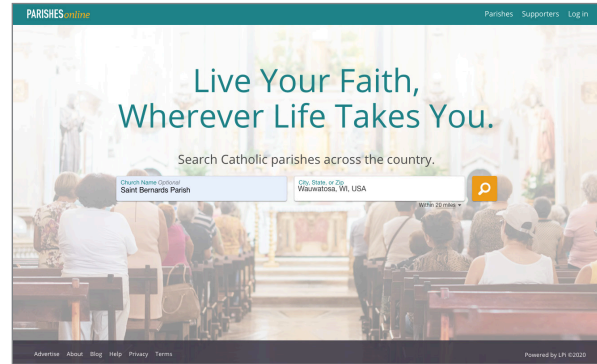 PARISHESonline
Parishes Supporters Log in
Live Your Faith,
Wherever Life Takes You.
Search Catholic parishes across the country.
Church Name Optional
Saint Bernards Parish
City, State, or Zip
Wauwatosa, WI, USA
Within 20 miles
Advertise About Blog Help Privacy Terms
Powered by LPi ©2020